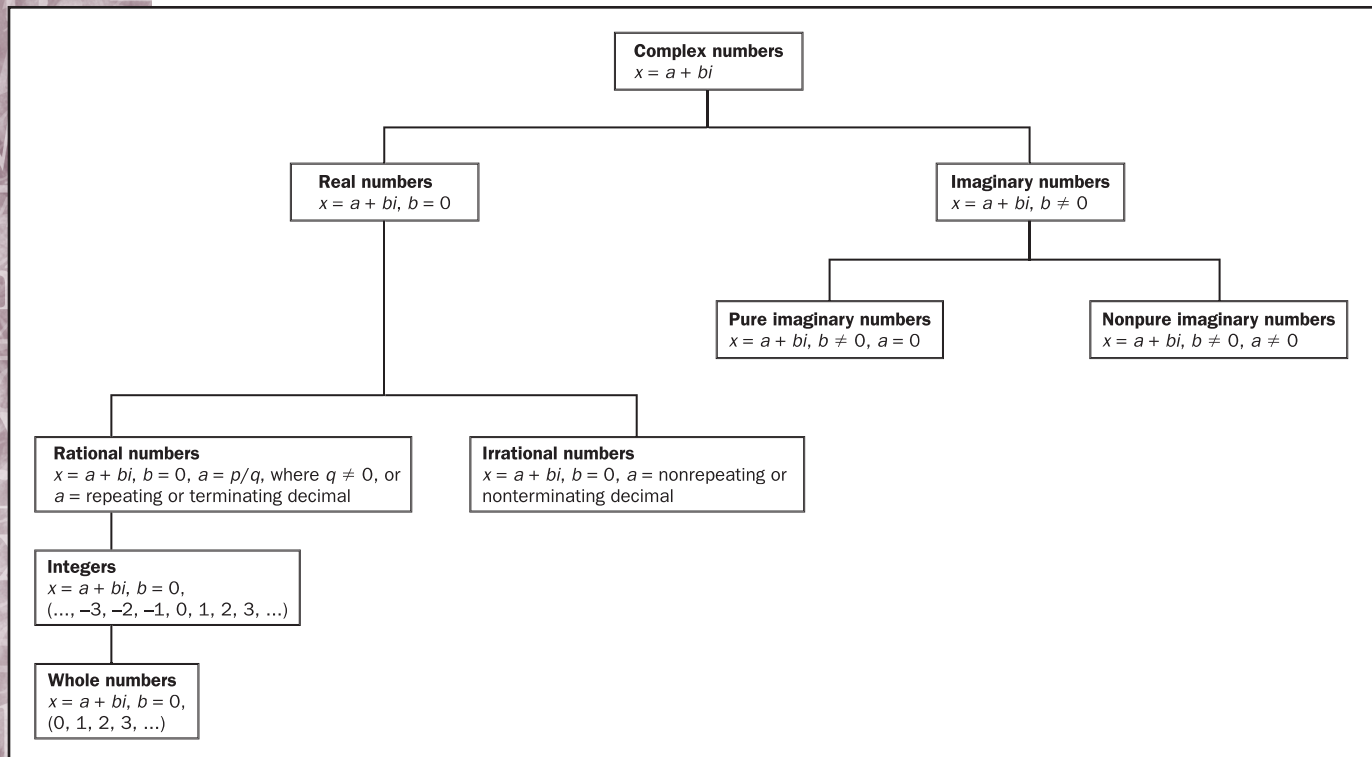 Complex numbers
x = a + bi
Real numbers
x = a + bi, b = 0
Imaginary numbers
x = a + bi, b ≠ 0
Pure imaginary numbers
x = a + bi, b ≠ 0, a = 0
Nonpure imaginary numbers
x = a + bi, b ≠ 0, a ≠ 0
Rational numbers
x = a + bi, b = 0, a = p/q, where q ≠ 0, or
a = repeating or terminating decimal
Irrational numbers
x = a + bi, b = 0, a = nonrepeating or
nonterminating decimal
Integers
x = a + bi, b = 0,
(..., –3, –2, –1, 0, 1, 2, 3, ...)
Whole numbers
x = a + bi, b = 0,
(0, 1, 2, 3, ...)